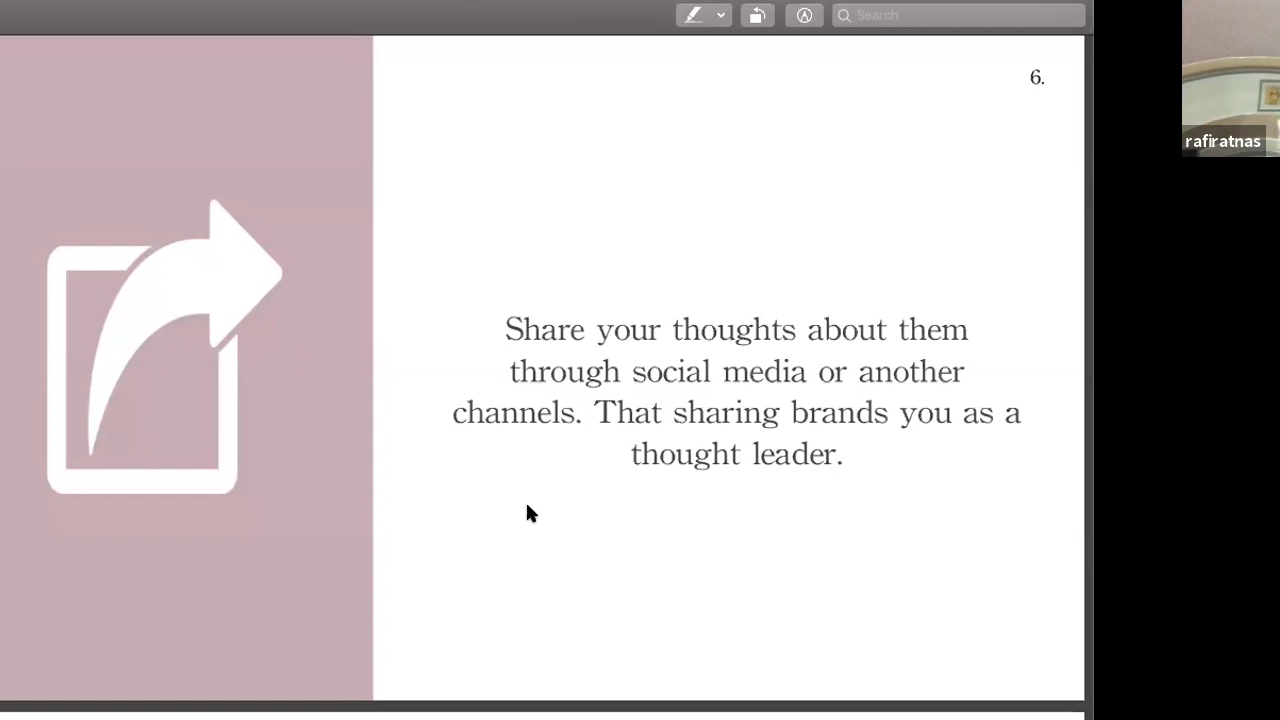 Search
6.
Share your thoughts about them
through social media or another
channels. That sharing brands you as a
thought leader.
rafiratnas